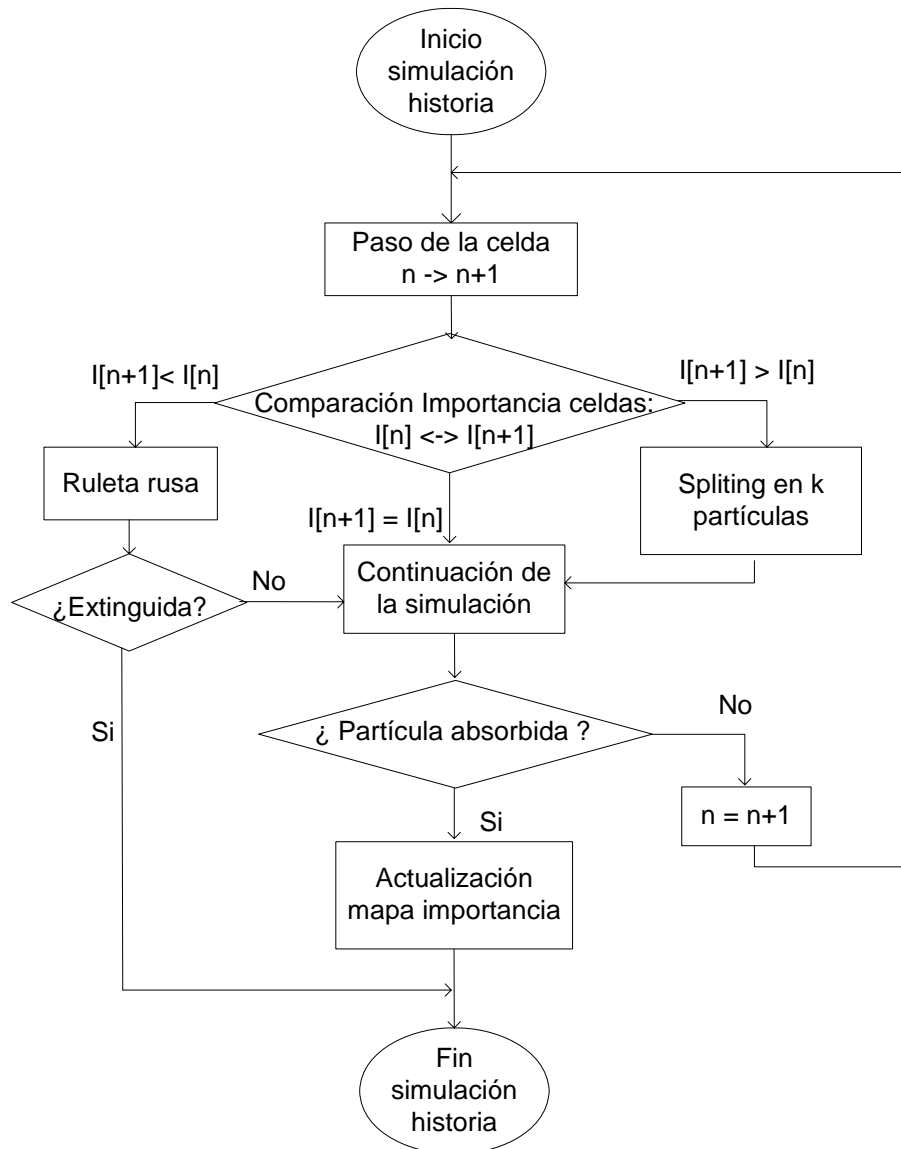 Inicio
simulación
historia
Paso de la celda
n -> n+1
I[n+1]< I[n]
I[n+1] > I[n]
Comparación Importancia celdas:
I[n] <-> I[n+1]
Ruleta rusa
Spliting en k
partículas
I[n+1] = I[n]
¿Extinguida?
No
Continuación de
la simulación
Si
¿ Partícula absorbida ?
No
Si
n = n+1
Actualización
mapa importancia
Fin
simulación
historia